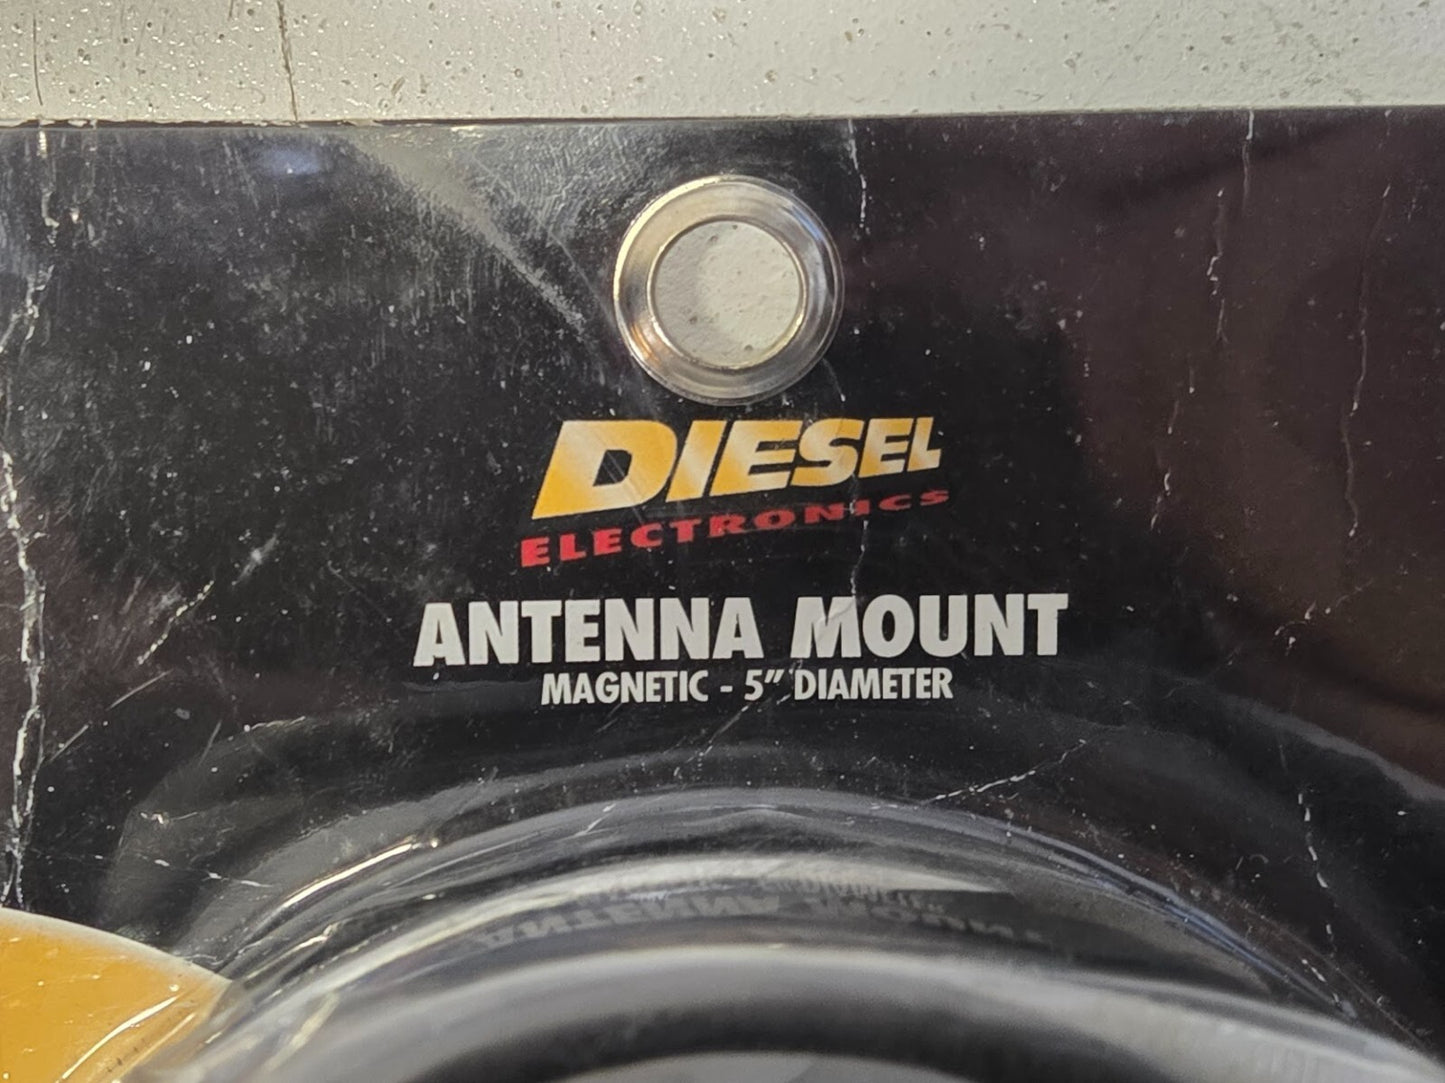 DIESEL
ELECTRONICS
ANTENNA MOUNT
MAGNETIC - 5" DIAMETER